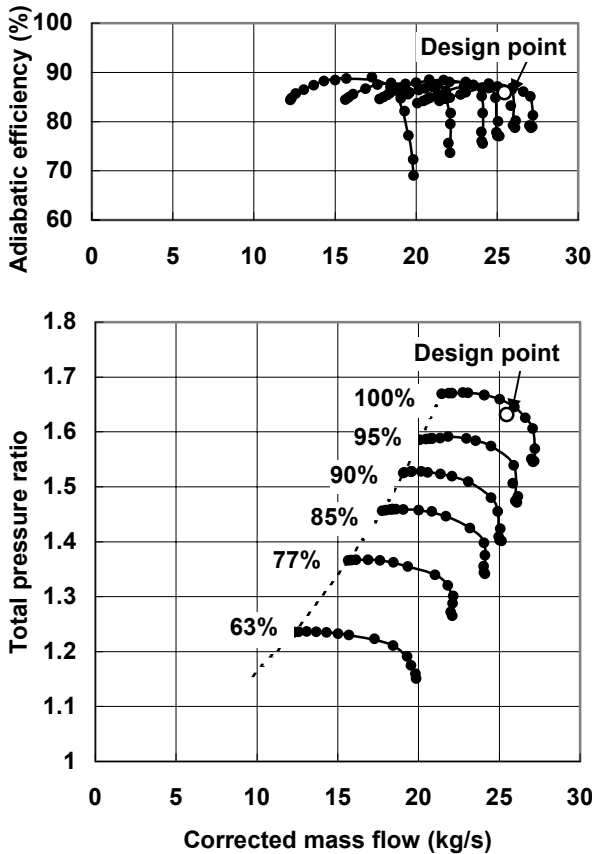 Adiabatic efficiency (%)
100
90
80
70
60
Design point
0 5 10 15 20 25 30
Total pressure ratio
1.8
1.7
1.6
1.5
1.4
1.3
1.2
1.1
1
Design point
100%
95%
90%
85%
77%
63%
0 5 10 15 20 25 30
Corrected mass flow (kg/s)